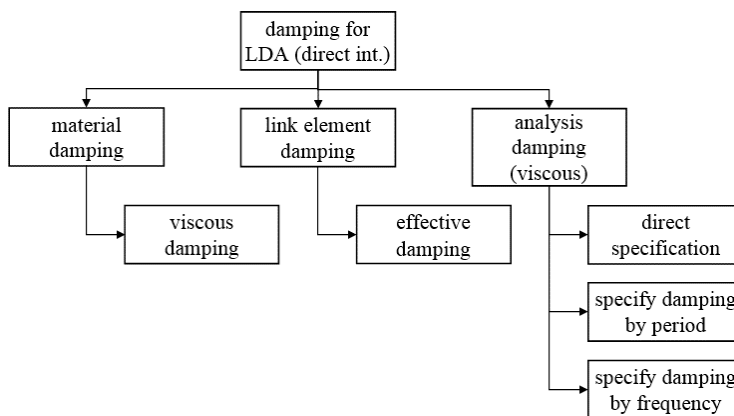 damping for
LDA (direct int.)
material
damping
link element
damping
analysis
damping
(viscous)
viscous
damping
effective
damping
direct
specification
specify damping
by period
specify damping
by frequency